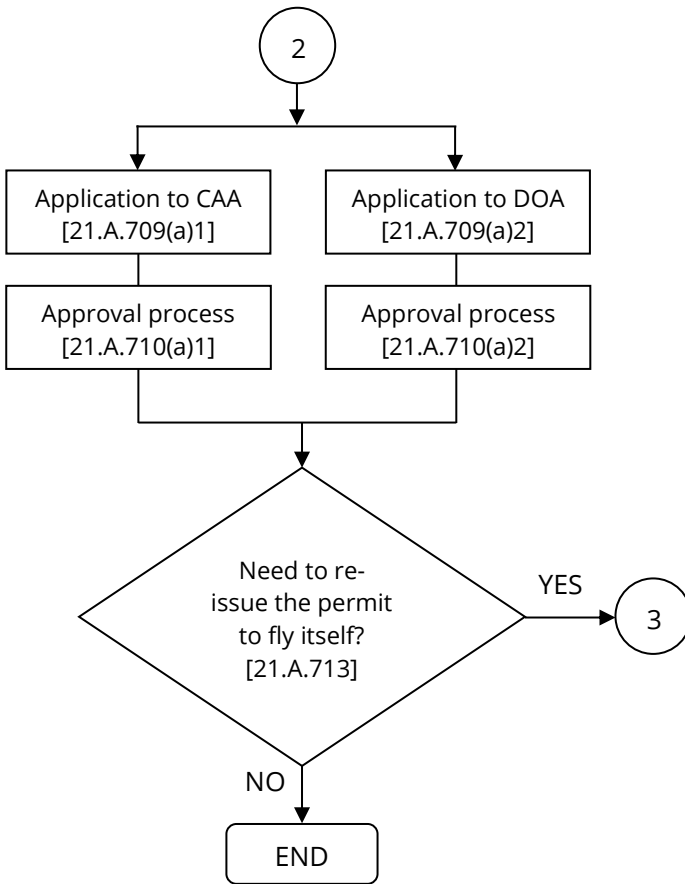 2
Application to CAA
[21.A.709(a)1]
Application to DOA
[21.A.709(a)2]
Approval process
[21.A.710(a)1]
Approval process
[21.A.710(a)2]
Need to re-
issue the permit
to fly itself?
[21.A.713]
YES
3
NO
END